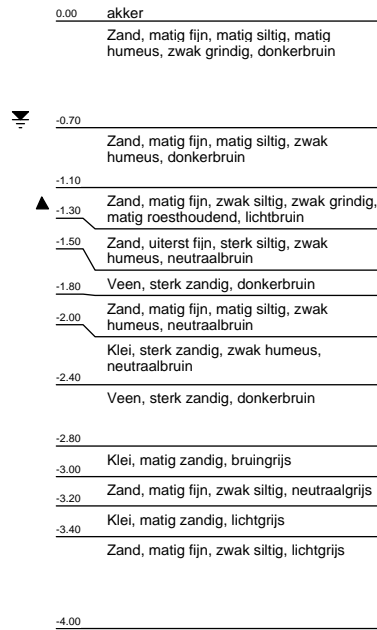 0.00 akker
Zand, matig fijn, matig siltig, matig
humeus, zwak grindig, donkerbruin
-0.70
Zand, matig fijn, matig siltig, zwak
humeus, donkerbruin
-1.10
Zand, matig fijn, zwak siltig, zwak grindig,
matig roesthoudend, lichtbruin
-1.30
Zand, uiterst fijn, sterk siltig, zwak
humeus, neutraalbruin
-1.50
Veen, sterk zandig, donkerbruin
-1.80
Zand, matig fijn, matig siltig, zwak
humeus, neutraalbruin
-2.00
Klei, sterk zandig, zwak humeus,
neutraalbruin
-2.40
Veen, sterk zandig, donkerbruin
-2.80
Klei, matig zandig, bruingrijs
-3.00
Zand, matig fijn, zwak siltig, neutraalgrijs
-3.20
Klei, matig zandig, lichtgrijs
-3.40
Zand, matig fijn, zwak siltig, lichtgrijs
-4.00